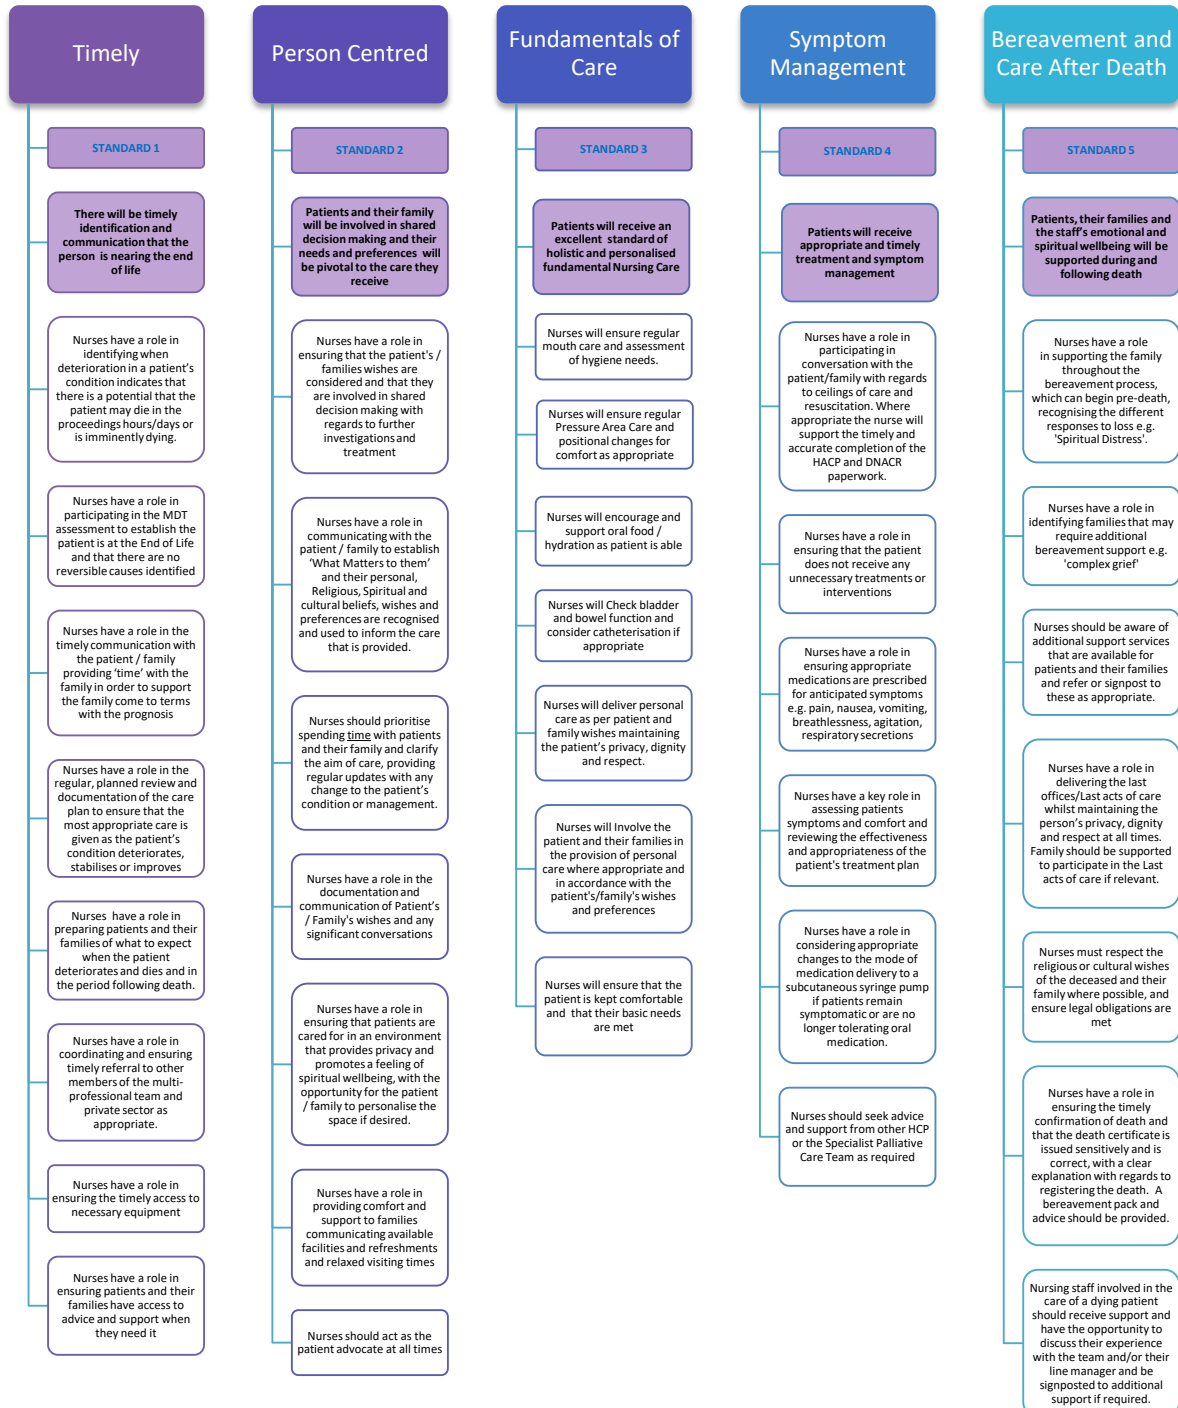 Timely
STANDARD 1
There will be timely
identification and
communication that the
person is nearing the end
of life
Nurses have a role in
identifying when
deterioration in a patient's
condition indicates that
there is a potential that the
patient may die in the
proceedings hours/days or
is imminently dying.
Nurses have a role in
participating in the MDT
assessment to establish the
patient is at the End of Life
and that there are no
reversible causes identified
Nurses have a role in the
timely communication with
the patient / family
providing 'time' with the
family in order to support
the family come to terms
with the prognosis
Nurses have a role in the
regular, planned review and
documentation of the care
plan to ensure that the
most appropriate care is
given as the patient's
condition deteriorates,
stabilises or improves
Nurses have a role in
preparing patients and their
families of what to expect
when the patient
deteriorates and dies and in
the period following death.
Nurses have a role in
coordinating and ensuring
timely referral to other
members of the multi-
professional team and
private sector as
appropriate.
Nurses have a role in
ensuring the timely access to
necessary equipment
Nurses have a role in
ensuring patients and their
families have access to
advice and support when
they need it
Person Centred
STANDARD 2
Patients and their family
will be involved in shared
decision making and their
needs and preferences will
be pivotal to the care they
receive
Nurses have a role in
ensuring that the patient's /
families wishes are
considered and that they
are involved in shared
decision making with
regards to further
investigations and
treatment
Nurses have a role in
communicating with the
patient / family to establish
'What Matters to them'
and their personal,
Religious, Spiritual and
cultural beliefs, wishes and
preferences are recognised
and used to inform the care
that is provided.
Nurses should prioritise
spending time with patients
and their family and clarify
the aim of care, providing
regular updates with any
change to the patient's
condition or management.
Nurses have a role in the
documentation and
communication of Patient's
/ Family's wishes and any
significant conversations
Nurses have a role in
ensuring that patients are
cared for in an environment
that provides privacy and
promotes a feeling of
spiritual wellbeing, with the
opportunity for the patient
/ family to personalise the
space if desired.
Nurses have a role in
providing comfort and
support to families
communicating available
facilities and refreshments
and relaxed visiting times
Nurses should act as the
patient advocate at all times
Fundamentals of
Care
STANDARD 3
Patients will receive an
excellent standard of
holistic and personalised
fundamental Nursing Care
Nurses will ensure regular
mouth care and assessment
of hygiene needs.
Nurses will ensure regular
Pressure Area Care and
positional changes for
comfort as appropriate
Nurses will encourage and
support oral food /
hydration as patient is able
Nurses will Check bladder
and bowel function and
consider catheterisation if
appropriate
Nurses will deliver personal
care as per patient and
family wishes maintaining
the patient's privacy, dignity
and respect.
Nurses will Involve the
patient and their families in
the provision of personal
care where appropriate and
in accordance with the
patient's/family's wishes
and preferences
Nurses will ensure that the
patient is kept comfortable
and that their basic needs
are met
Symptom
Management
STANDARD 4
Patients will receive
appropriate and timely
treatment and symptom
management
Nurses have a role in
participating in
conversation with the
patient/family with regards
to ceilings of care and
resuscitation. Where
appropriate the nurse will
support the timely and
accurate completion of the
HACP and DNACR
paperwork.
Nurses have a role in
ensuring that the patient
does not receive any
unnecessary treatments or
interventions
Nurses have a role in
ensuring appropriate
medications are prescribed
for anticipated symptoms
e.g. pain, nausea, vomiting,
breathlessness, agitation,
respiratory secretions
Nurses have a key role in
assessing patients
symptoms and comfort and
reviewing the effectiveness
and appropriateness of the
patient's treatment plan
Nurses have a role in
considering appropriate
changes to the mode of
medication delivery to a
subcutaneous syringe pump
if patients remain
symptomatic or are no
longer tolerating oral
medication.
Nurses should seek advice
and support from other HCP
or the Specialist Palliative
Care Team as required
Bereavement and
Care After Death
STANDARD 5
Patients, their families and
the staff's emotional and
spiritual wellbeing will be
supported during and
following death
Nurses have a role
in supporting the family
throughout the
bereavement process,
which can begin pre-death,
recognising the different
responses to loss e.g.
'Spiritual Distress'.
Nurses have a role in
identifying families that may
require additional
bereavement support e.g.
'complex grief'
Nurses should be aware of
additional support services
that are available for
patients and their families
and refer or signpost to
these as appropriate.
Nurses have a role in
delivering the last
offices/Last acts of care
whilst maintaining the
person's privacy, dignity
and respect at all times.
Family should be supported
to participate in the Last
acts of care if relevant.
Nurses must respect the
religious or cultural wishes
of the deceased and their
family where possible, and
ensure legal obligations are
met
Nurses have a role in
ensuring the timely
confirmation of death and
that the death certificate is
issued sensitively and is
correct, with a clear
explanation with regards to
registering the death. A
bereavement pack and
advice should be provided.
Nursing staff involved in the
care of a dying patient
should receive support and
have the opportunity to
discuss their experience
with the team and/or their
line manager and be
signposted to additional
support if required.